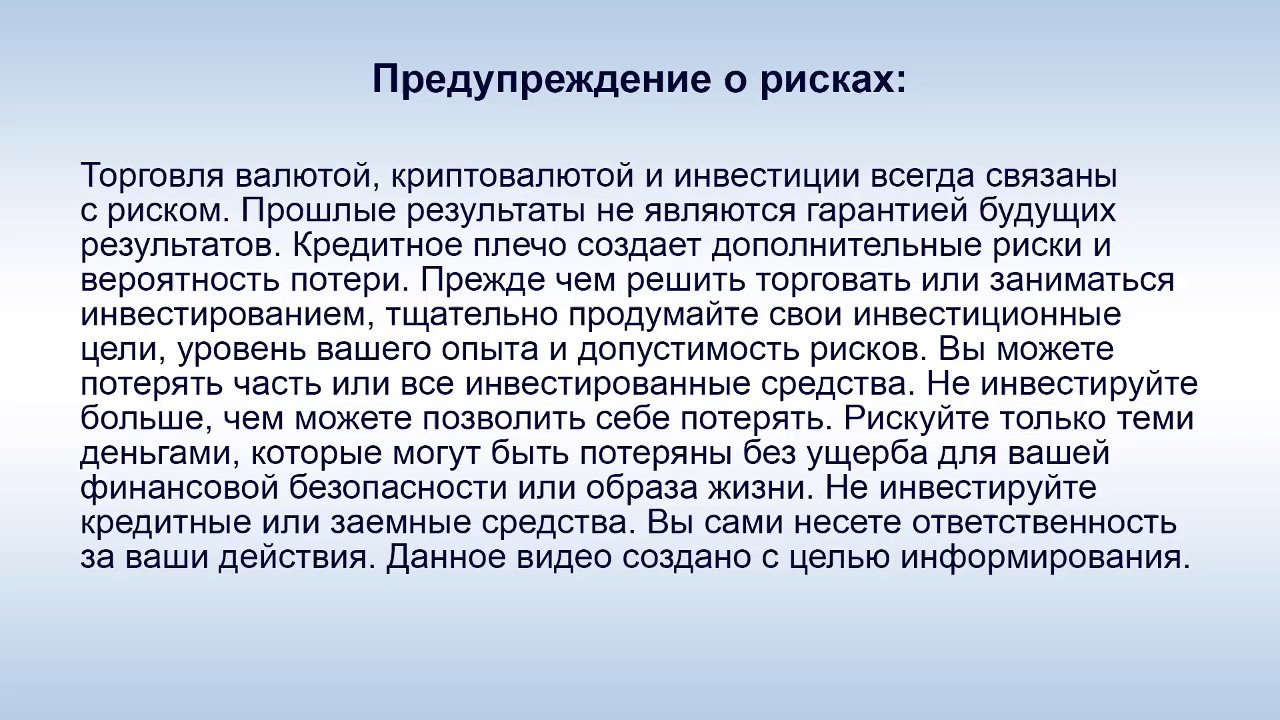 Предупреждение о рисках:
Торговля валютой, криптовалютой и инвестиции всегда связаны
с риском. Прошлые результаты не являются гарантией будущих
результатов. Кредитное плечо создает дополнительные риски и
вероятность потери. Прежде чем решить торговать или заниматься
инвестированием, тщательно продумайте свои инвестиционные
цели, уровень вашего опыта и допустимость рисков. Вы можете
потерять часть или все инвестированные средства. Не инвестируйте
больше, чем можете позволить себе потерять. Рискуйте только теми
деньгами, которые могут быть потеряны без ущерба для вашей
финансовой безопасности или образа жизни. Не инвестируйте
кредитные или заемные средства. Вы сами несете ответственность
за ваши действия. Данное видео создано с целью информирования.